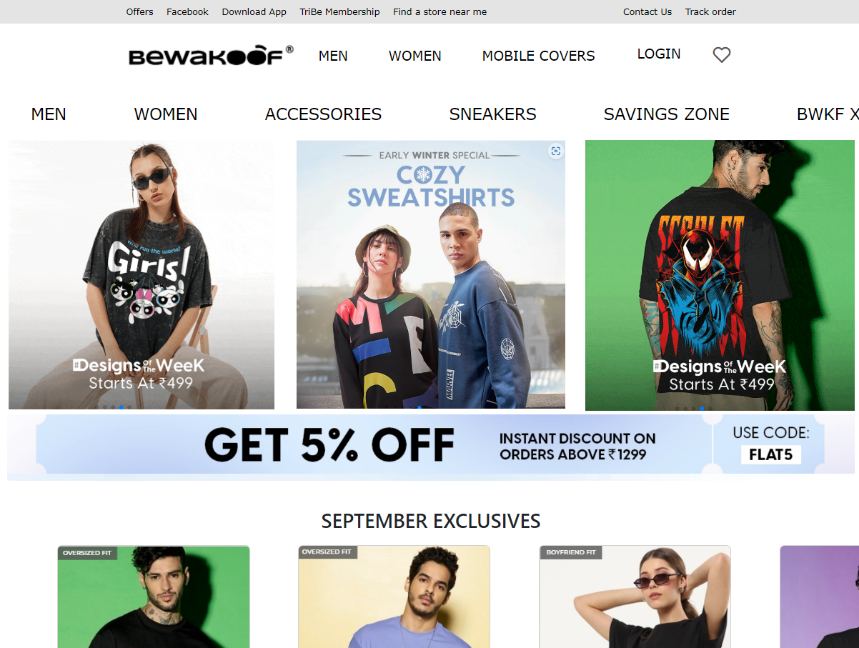 Offers Facebook Download App TriBe Membership Find a store near me Contact Us Track order
BEWAKOOF® MEN WOMEN MOBILE COVERS LOGIN
MEN WOMEN ACCESSORIES SNEAKERS SAVINGS ZONE BWKF X
Girls!
Designs Of The WeeK
Starts At ₹499
EARLY WINTER SPECIAL
COZY
SWEATSHIRTS
Designs Of The WeeK
Starts At ₹499
GET 5% OFF
INSTANT DISCOUNT ON
ORDERS ABOVE ₹1299
USE CODE:
FLAT5
SEPTEMBER EXCLUSIVES
OVERSIZED FIT
OVERSIZED FIT
BOYFRIEND FIT